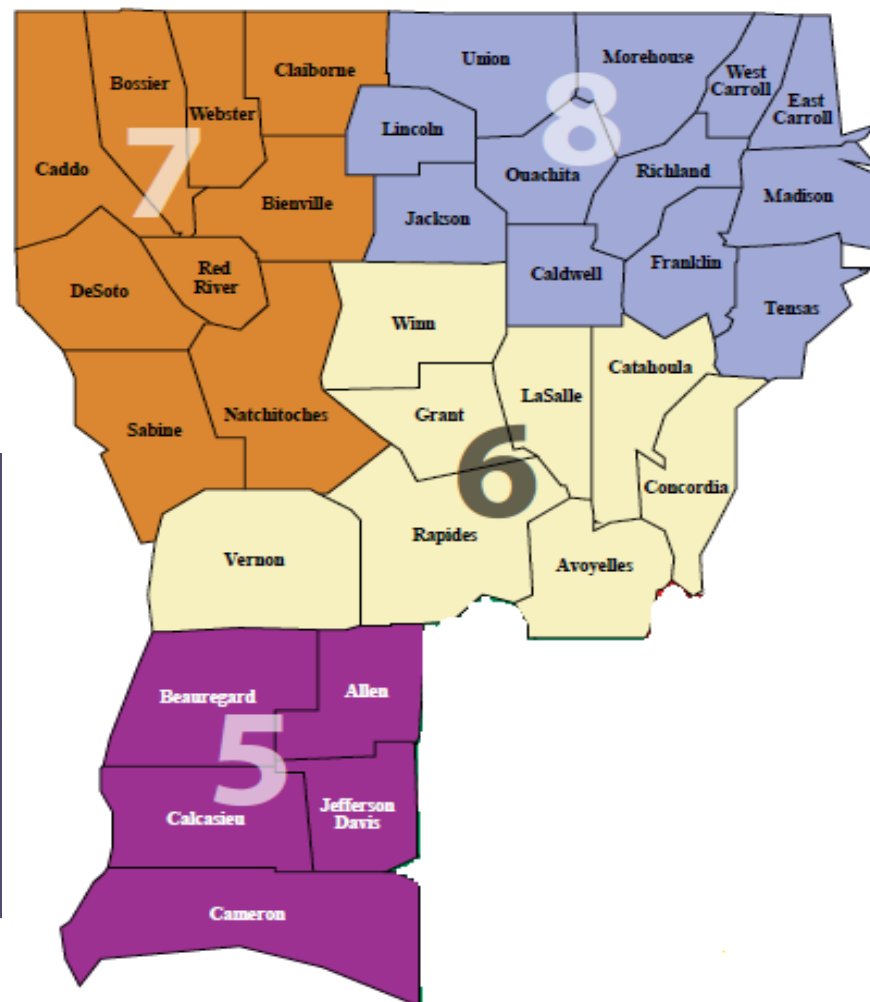 Union
Morehouse
Claiborne
Bossier
West
Carroll
Webster
East
Carroll
8
Lincoln
7
Caddo
Ouachita
Richland
Madison
Bienville
Jackson
Red
River
Caldwell
Franklin
DeSoto
Tensas
Winn
Catahoula
LaSalle
Natchitoches
Grant
Sabine
6
Concordia
Rapides
Vernon
Avoyelles
Beauregard
Allen
5
Jefferson
Davis
Calcasieu
Cameron